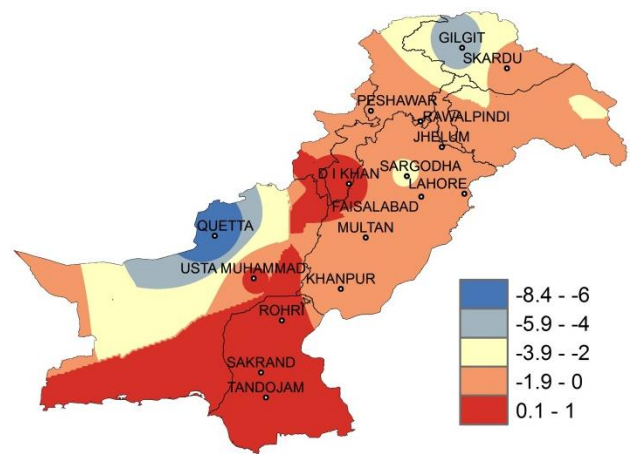 GILGIT
SKARDU
PESHAWAR
RAWALPINDI
JHELUM
SARGODHA
D I KHAN
LAHORE
FAISALABAD
QUETTA
MULTAN
USTA MUHAMMAD
KHANPUR
ROHRI
SAKRAND
TANDOJAM
-8.4 - -6
-5.9 - -4
-3.9 - -2
-1.9 - 0
0.1 - 1